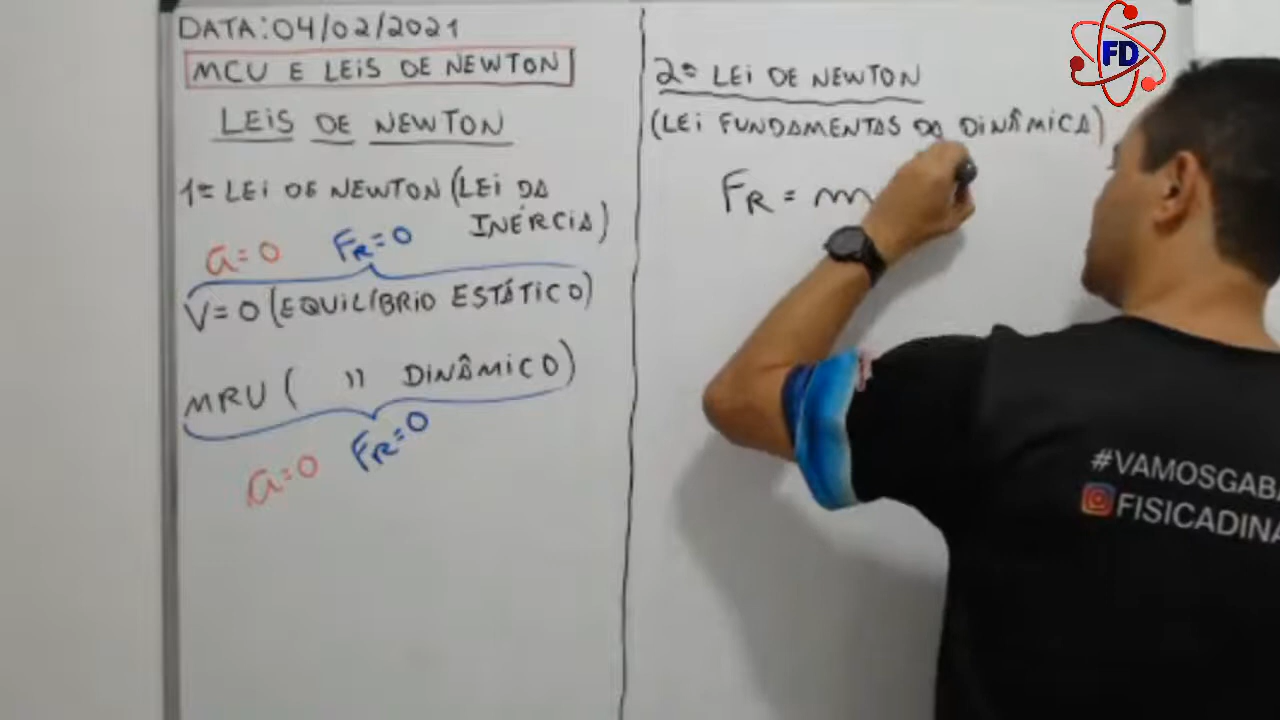 DATA:04/02/2021
MCU E LEIS DE NEWTON
LEIS DE NEWTON
1ª LEI DE NEWTON (LEI DA
INÉRCIA)
a=0 FR=0
V=0 (EQUILÍBRIO ESTÁTICO)
MRU ( " DINÂMICO)
a=0 FR=0
2ª LEI DE NEWTON
(LEI FUNDAMENTAS DA DINÂMICA)
FR = m
FD
#VAMOSGABA
FISICADINA